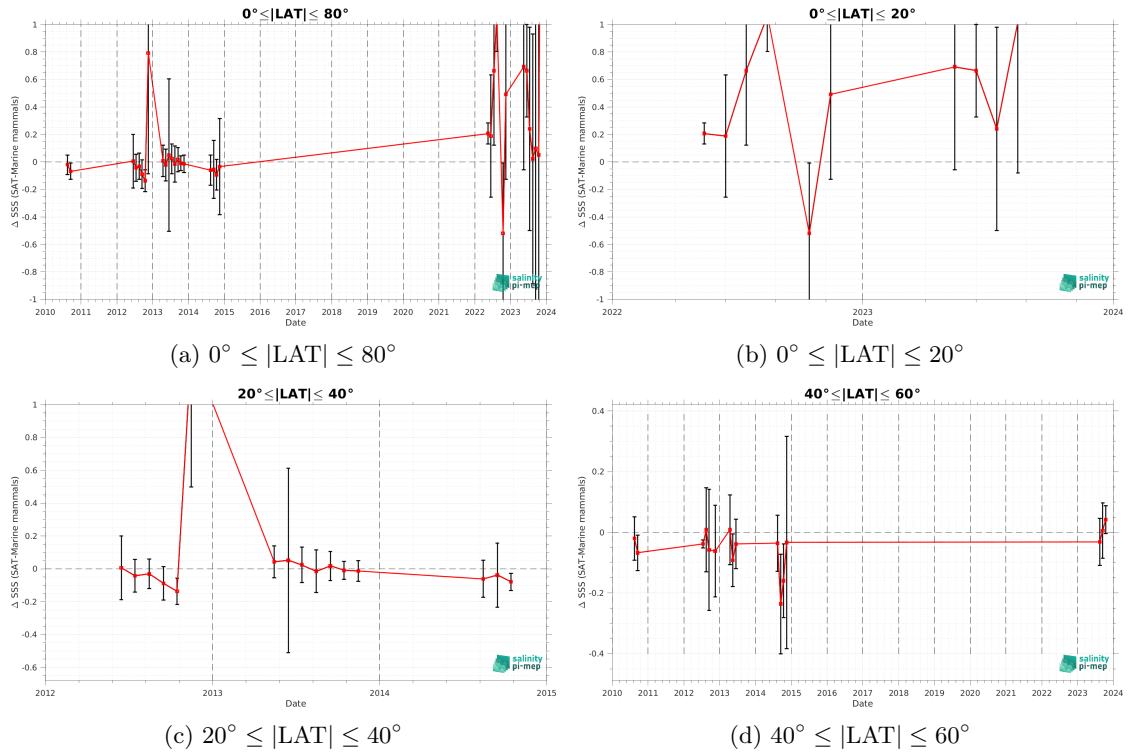 0°≤|LAT|≤ 80°
1
0.8
0.6
0.4
0.2
0
-0.2
-0.4
-0.6
-0.8
-1
Δ SSS (SAT-Marine mammals)
2010 2011 2012 2013 2014 2015 2016 2017 2018 2019 2020 2021 2022 2023 2024
Date
salinity
pi-mep
(a) 0° ≤ |LAT| ≤ 80°
0°≤|LAT|≤ 20°
1
0.8
0.6
0.4
0.2
0
-0.2
-0.4
-0.6
-0.8
-1
Δ SSS (SAT-Marine mammals)
2022 2023 2024
Date
salinity
pi-mep
(b) 0° ≤ |LAT| ≤ 20°
20°≤|LAT|≤ 40°
1
0.8
0.6
0.4
0.2
0
-0.2
-0.4
-0.6
Δ SSS (SAT-Marine mammals)
2012 2013 2014 2015
Date
salinity
pi-mep
(c) 20° ≤ |LAT| ≤ 40°
40°≤|LAT|≤ 60°
0.4
0.2
0
-0.2
-0.4
Δ SSS (SAT-Marine mammals)
2010 2011 2012 2013 2014 2015 2016 2017 2018 2019 2020 2021 2022 2023 2024
Date
salinity
pi-mep
(d) 40° ≤ |LAT| ≤ 60°